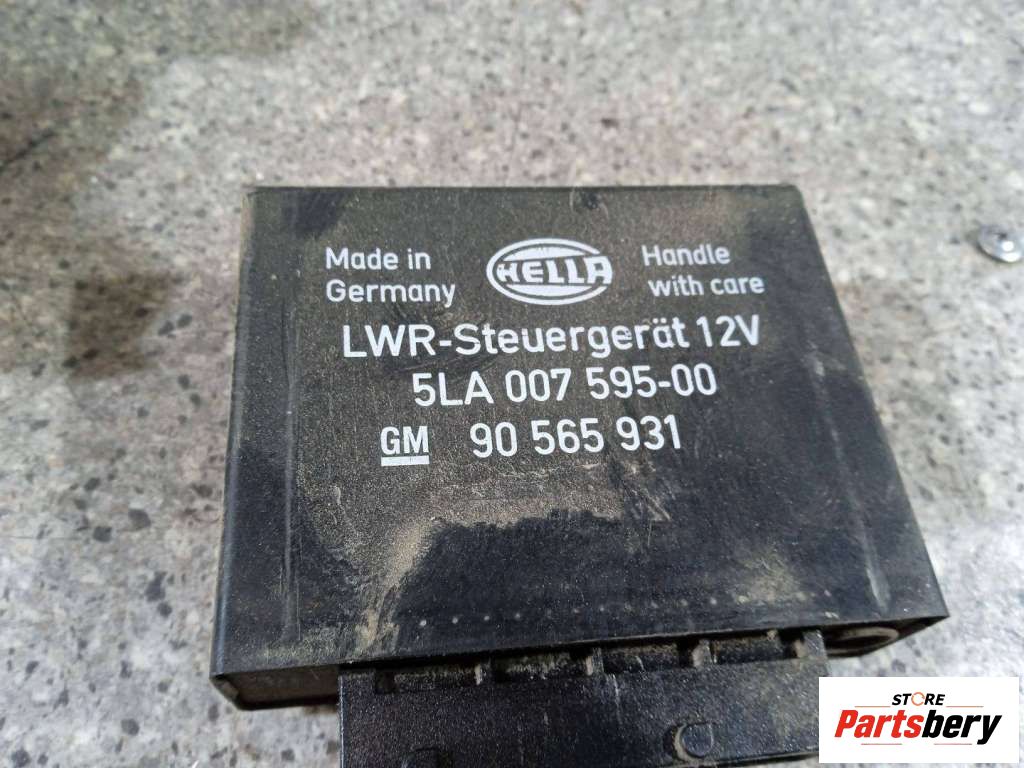 Made in
Germany
HELLA
Handle
with care
LWR-Steuergerät 12V
5LA 007 595-00
GM 90 565 931
STORE
Partsbery